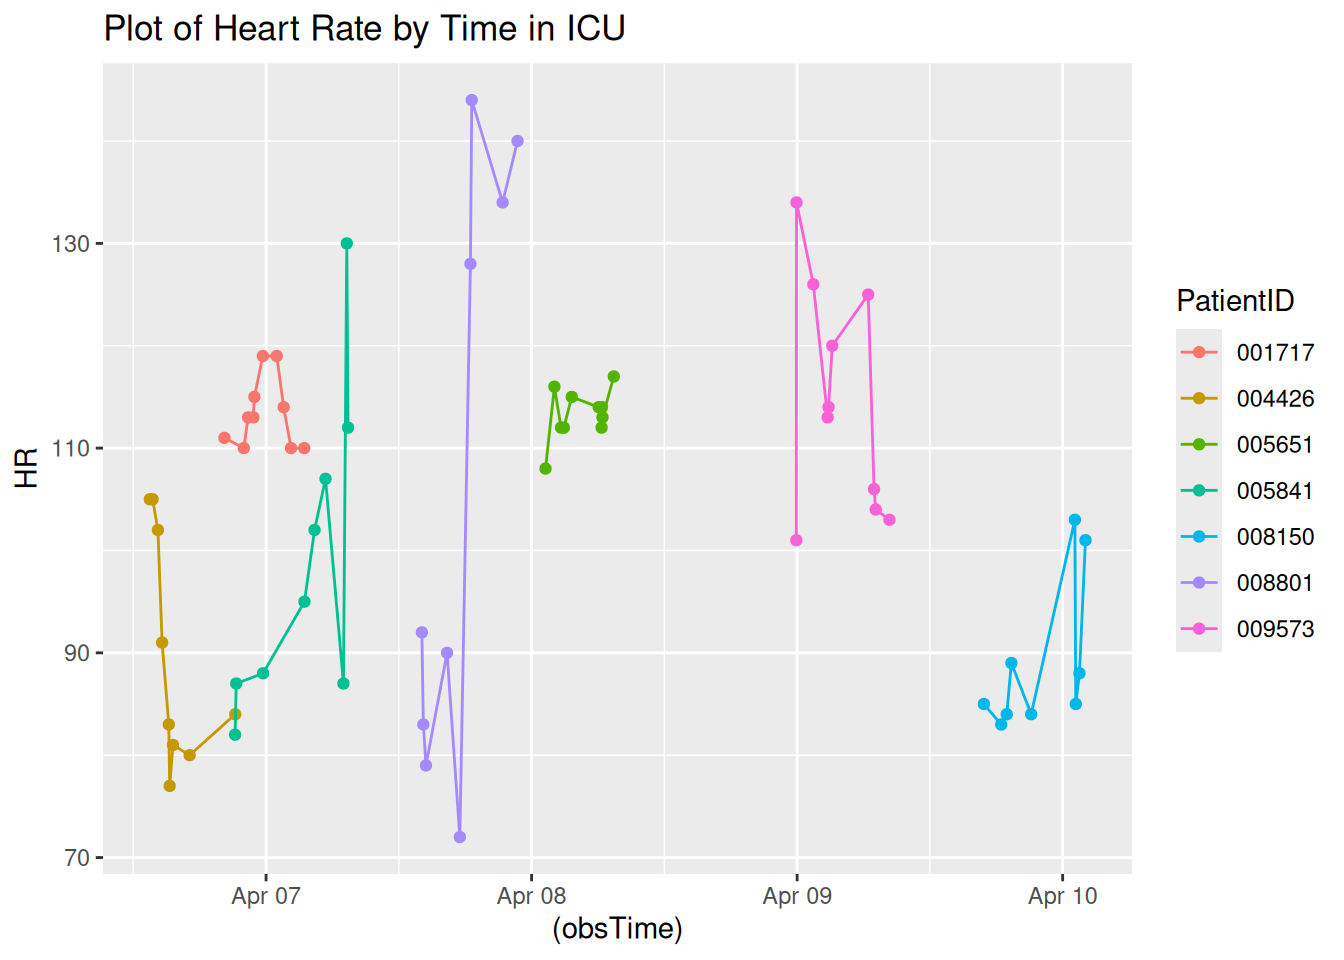 Plot of Heart Rate by Time in ICU
HR
130
110
90
70
Apr 07
Apr 08
Apr 09
Apr 10
(obsTime)
PatientID
001717
004426
005651
005841
008150
008801
009573